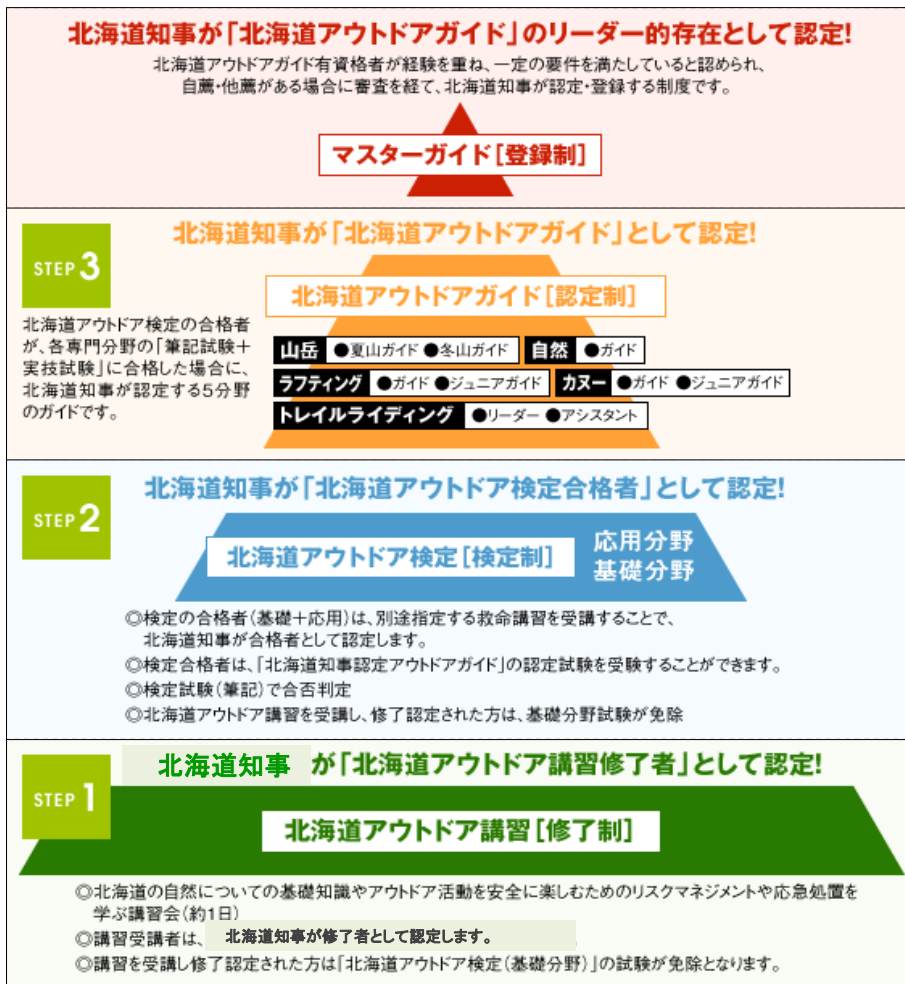 北海道知事が「北海道アウトドアガイド」のリーダー的存在として認定!
北海道アウトドアガイド有資格者が経験を重ね、一定の要件を満たしていると認められ、
自薦・他薦がある場合に審査を経て、北海道知事が認定・登録する制度です。
マスターガイド[登録制]
STEP 3
北海道知事が「北海道アウトドアガイド」として認定!
北海道アウトドアガイド[認定制]
北海道アウトドア検定の合格者
が、各専門分野の「筆記試験+
実技試験」に合格した場合に、
北海道知事が認定する5分野
のガイドです。
山岳 ●夏山ガイド ●冬山ガイド 自然 ●ガイド
ラフティング ●ガイド ●ジュニアガイド カヌー ●ガイド ●ジュニアガイド
トレイルライディング ●リーダー ●アシスタント
STEP 2
北海道知事が「北海道アウトドア検定合格者」として認定!
北海道アウトドア検定[検定制]
応用分野
基礎分野
◎検定の合格者(基礎+応用)は、別途指定する救命講習を受講することで、
北海道知事が合格者として認定します。
◎検定合格者は、「北海道知事認定アウトドアガイド」の認定試験を受験することができます。
◎検定試験(筆記)で合否判定
◎北海道アウトドア講習を受講し、修了認定された方は、基礎分野試験が免除
STEP 1
北海道知事 が「北海道アウトドア講習修了者」として認定!
北海道アウトドア講習[修了制]
◎北海道の自然についての基礎知識やアウトドア活動を安全に楽しむためのリスクマネジメントや応急処置を
学ぶ講習会(約1日)
◎講習受講者は、 北海道知事が修了者として認定します。
◎講習を受講し修了認定された方は「北海道アウトドア検定(基礎分野)」の試験が免除となります。